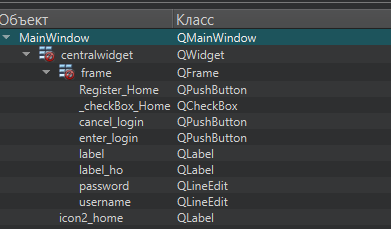 Объект Класс
MainWindow QMainWindow
centralwidget QWidget
frame QFrame
Register_Home QPushButton
_checkBox_Home QCheckBox
cancel_login QPushButton
enter_login QPushButton
label QLabel
label_ho QLabel
password QLineEdit
username QLineEdit
icon2_home QLabel